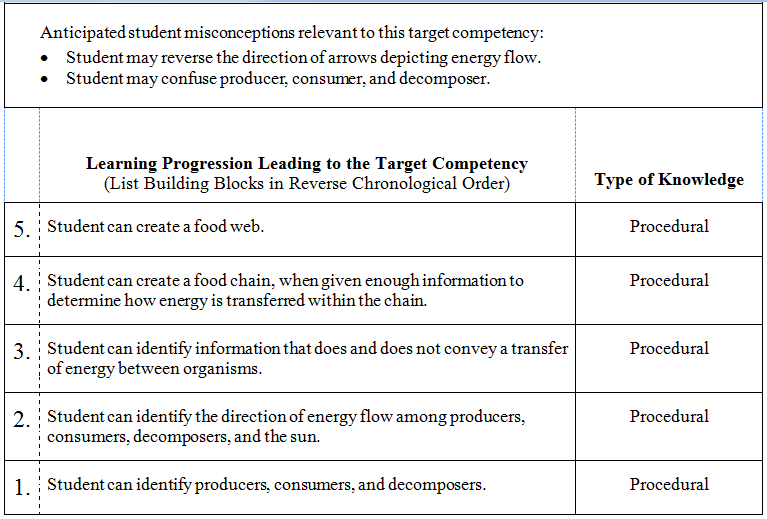 Anticipated student misconceptions relevant to this target competency:
• Student may reverse the direction of arrows depicting energy flow.
• Student may confuse producer, consumer, and decomposer.
Learning Progression Leading to the Target Competency
(List Building Blocks in Reverse Chronological Order)
Type of Knowledge
5. Student can create a food web. Procedural
4. Student can create a food chain, when given enough information to Procedural
determine how energy is transferred within the chain.
3. Student can identify information that does and does not convey a transfer Procedural
of energy between organisms.
2. Student can identify the direction of energy flow among producers, Procedural
consumers, decomposers, and the sun.
1. Student can identify producers, consumers, and decomposers. Procedural